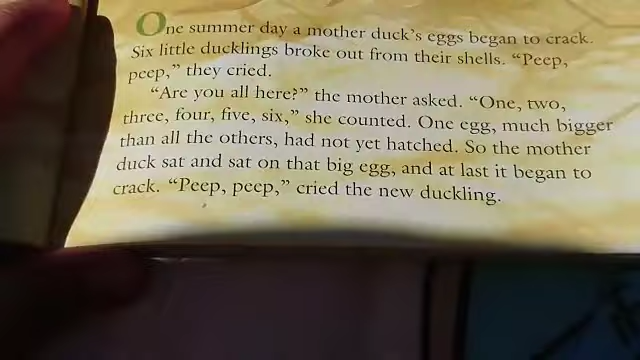 One summer day a mother duck's eggs began to crack.
Six little ducklings broke out from their shells. “Peep,
peep,” they cried.
“Are you all here?” the mother asked. “One, two,
three, four, five, six,” she counted. One egg, much bigger
than all the others, had not yet hatched. So the mother
duck sat and sat on that big egg, and at last it began to
crack. “Peep, peep,” cried the new duckling.